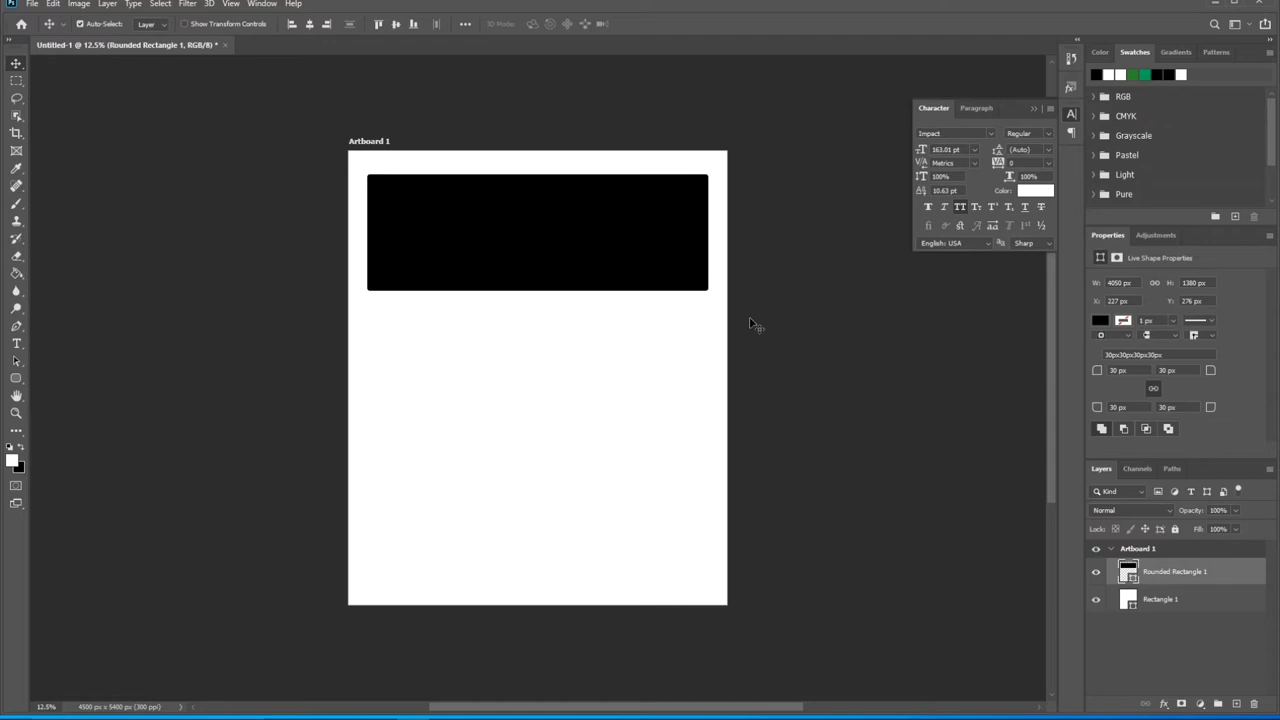 File Edit Image Layer Type Select Filter 3D View Window Help
Auto-Select: Layer Show Transform Controls 3D Mode:
Untitled-1 @ 12.5% (Rounded Rectangle 1, RGB/8) *
Artboard 1
Character Paragraph
Impact Regular
163.01 pt (Auto)
Metrics 0
100% 100%
10.63 pt Color:
English: USA Sharp
Color Swatches Gradients Patterns
RGB
CMYK
Grayscale
Pastel
Light
Pure
Properties Adjustments
Live Shape Properties
W: 4050 px H: 1380 px
X: 227 px Y: 276 px
1 px
30px30px30px30px
30 px 30 px
30 px 30 px
Layers Channels Paths
Kind
Normal Opacity: 100%
Lock: Fill: 100%
Artboard 1
Rounded Rectangle 1
Rectangle 1
12.5% 4500 px x 5400 px (300 ppi)